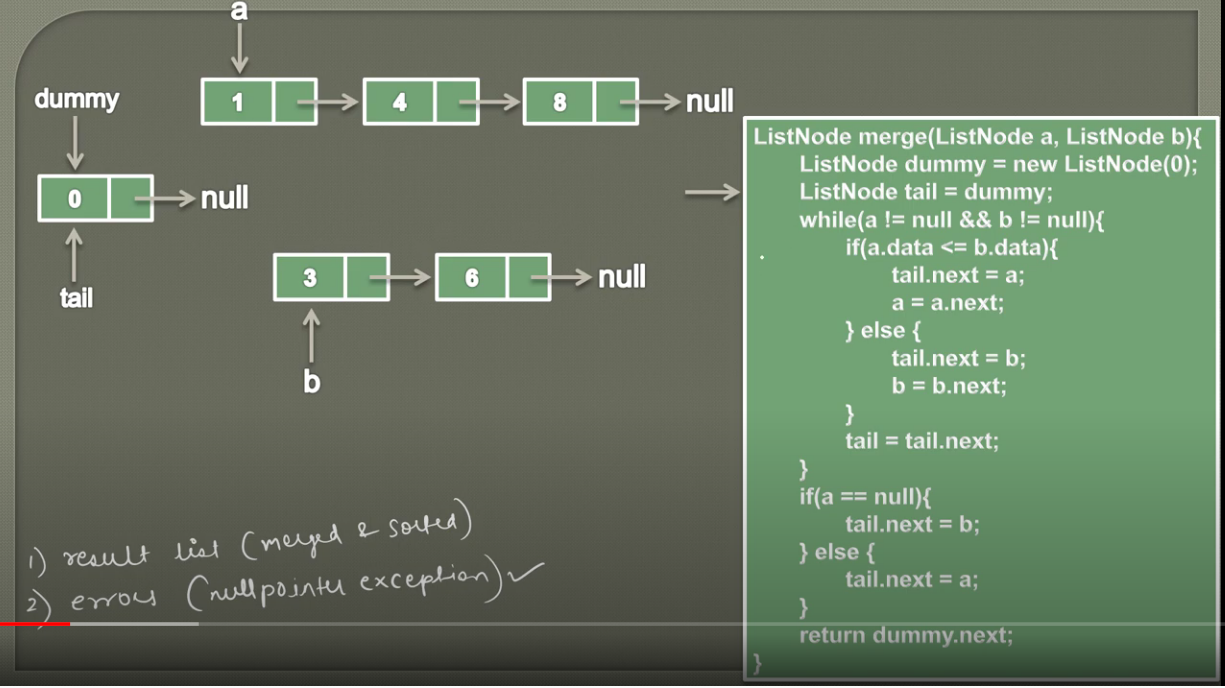 a
1 4 8 null
dummy
0 null
3 6 null
tail
b
1) result list (merged & sorted)
2) errors (nullpointer exception) ✓
ListNode merge(ListNode a, ListNode b){
ListNode dummy = new ListNode(0);
ListNode tail = dummy;
while(a != null && b != null){
if(a.data <= b.data){
tail.next = a;
a = a.next;
} else {
tail.next = b;
b = b.next;
}
tail = tail.next;
}
if(a == null){
tail.next = b;
} else {
tail.next = a;
}
return dummy.next;
}